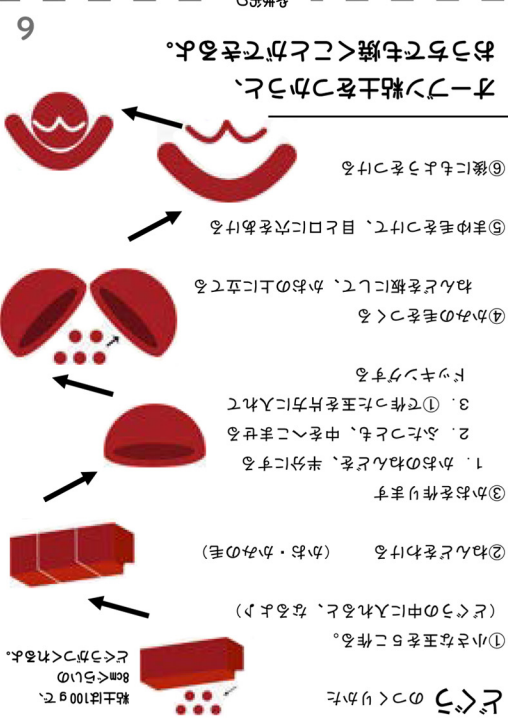 どぐう のつくりかた
粘土は100gで、
8cmぐらいの
どぐうがつくれるよ。
①小さな玉を５こ作る。
（どぐうの中に入れると、なるよ♪）
②ねんどをわける　（かお・かみの毛）
③かおを作ります
1．かおのねんどを、半分にする
2．ふたつとも、中をへこませる
3．①で作った玉を片方に入れて
ドッキングする
④かみの毛をつくる
ねんどを板にして、かおの上に立てる
⑤まゆ毛をつけて、目と口に穴をあける
⑥後にもようをつける
オーブン粘土をつかうと、
おうちでも焼くことができるよ。
6